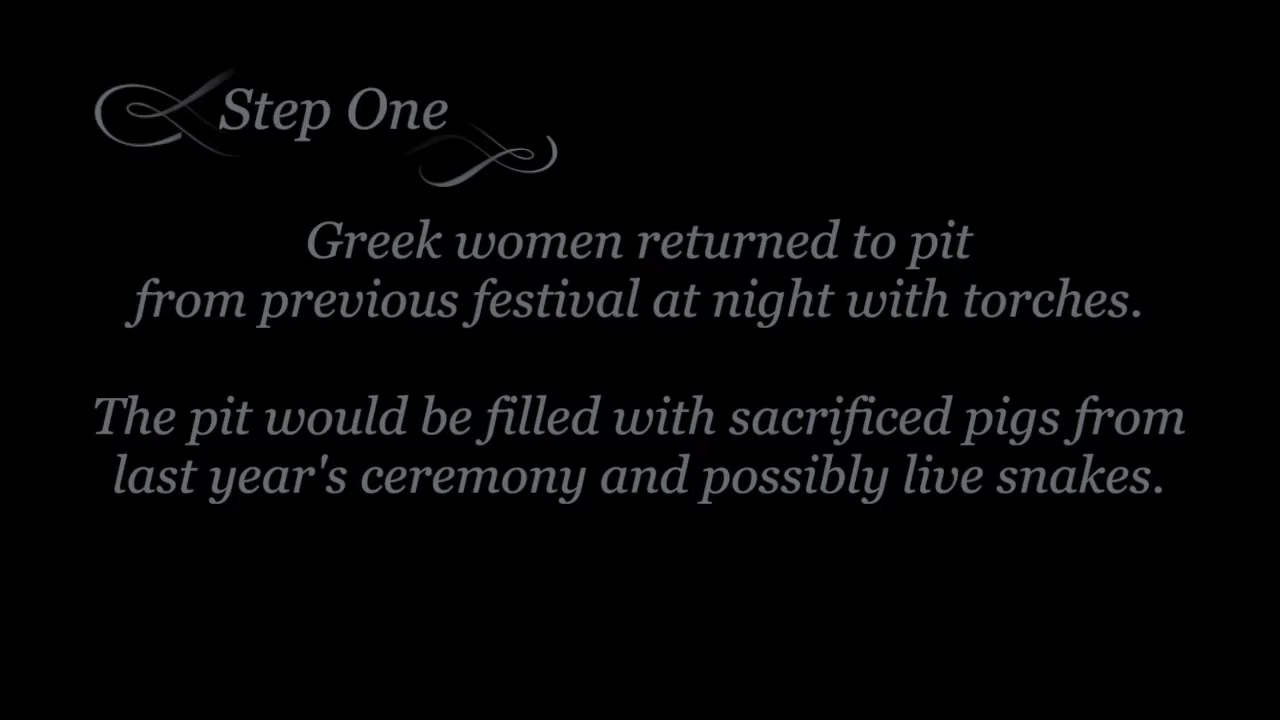 Step One
Greek women returned to pit
from previous festival at night with torches.
The pit would be filled with sacrificed pigs from
last year's ceremony and possibly live snakes.